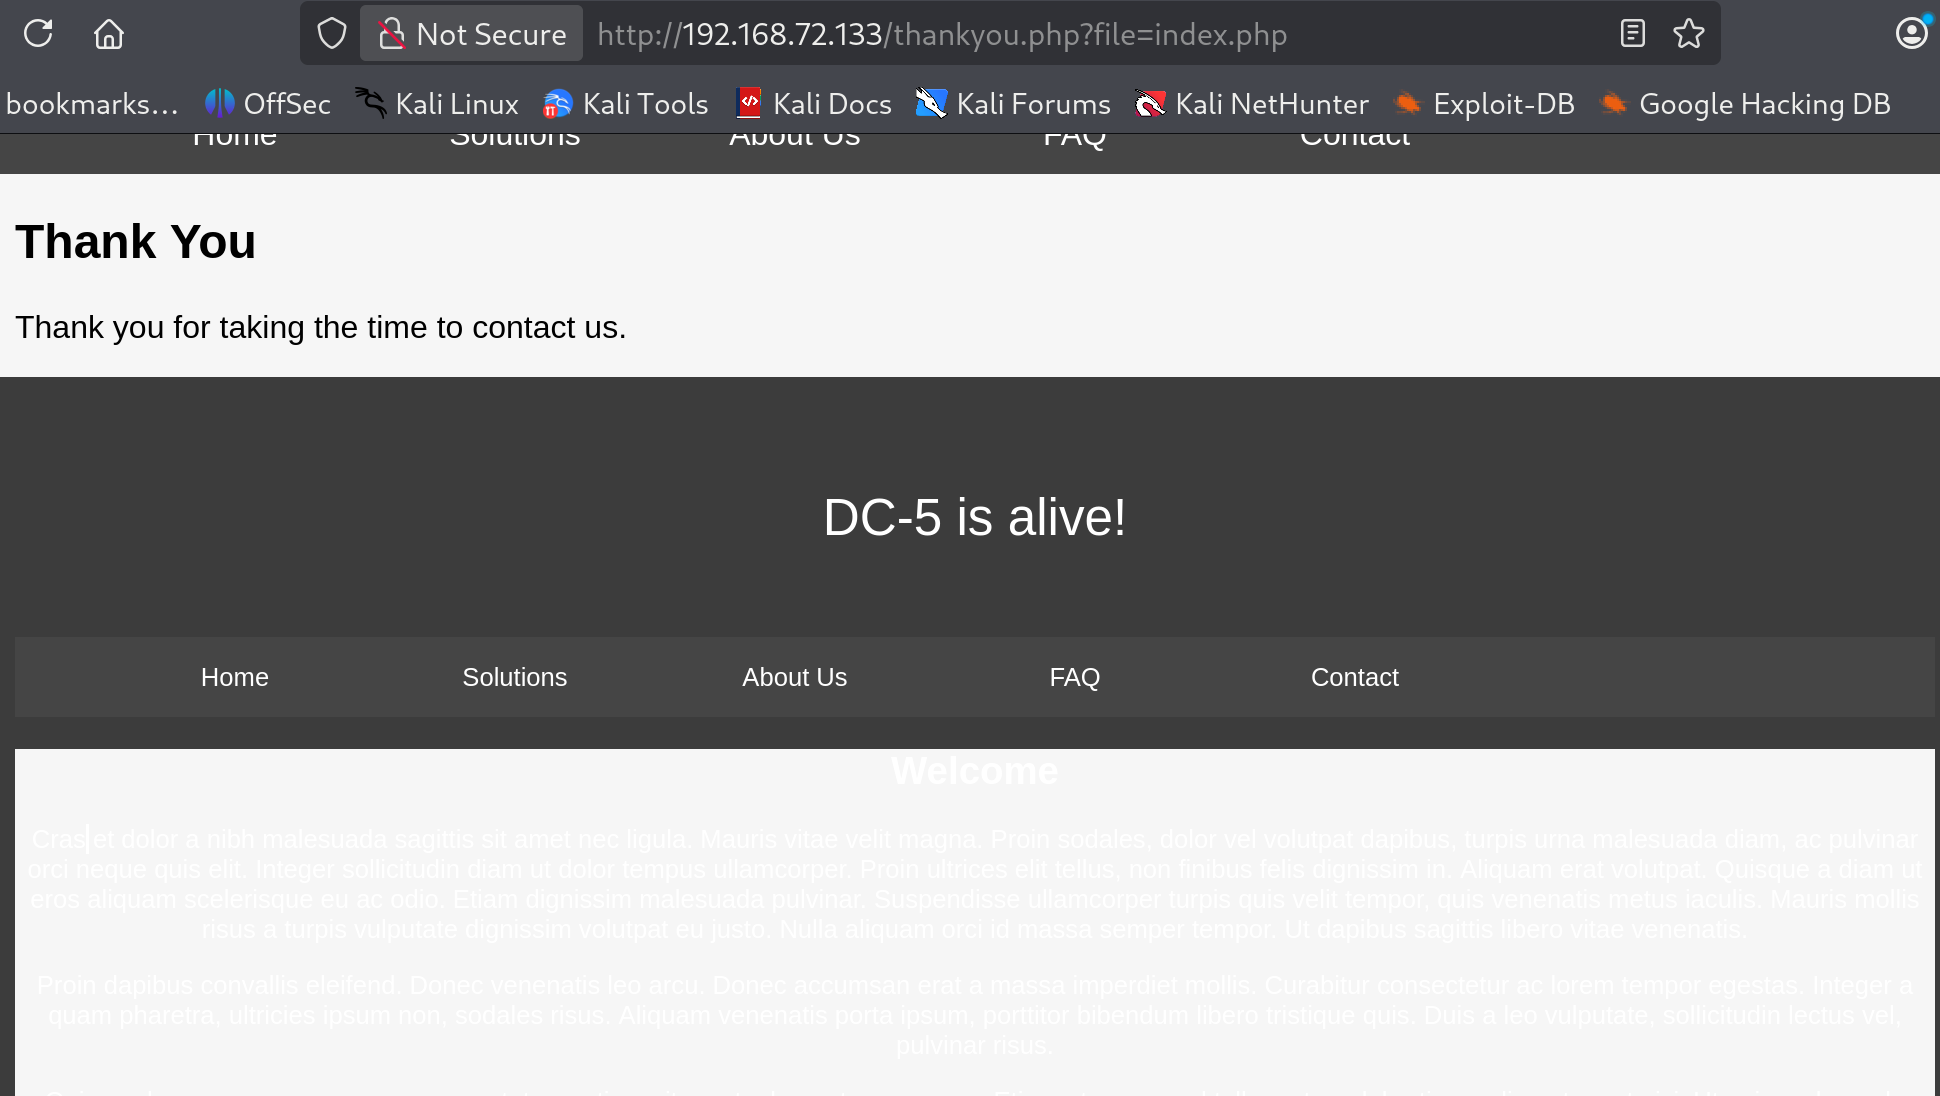 Not Secure http://192.168.72.133/thankyou.php?file=index.php
bookmarks... OffSec Kali Linux Kali Tools Kali Docs Kali Forums Kali NetHunter Exploit-DB Google Hacking DB
Home Solutions About Us FAQ Contact
Thank You
Thank you for taking the time to contact us.
DC-5 is alive!
Home Solutions About Us FAQ Contact
Welcome
Cras et dolor a nibh malesuada sagittis sit amet nec ligula. Mauris vitae velit magna. Proin sodales, dolor vel volutpat dapibus, turpis urna malesuada diam, ac pulvinar
orci neque quis elit. Integer sollicitudin diam ut dolor tempus ullamcorper. Proin ultrices elit tellus, non finibus felis dignissim in. Aliquam erat volutpat. Quisque a diam ut
eros aliquam scelerisque eu ac odio. Etiam dignissim malesuada pulvinar. Suspendisse ullamcorper turpis quis velit tempor, quis venenatis metus iaculis. Mauris mollis
risus a turpis vulputate dignissim volutpat eu justo. Nulla aliquam orci id massa semper tempor. Ut dapibus sagittis libero vitae venenatis.
Proin dapibus convallis eleifend. Donec venenatis leo arcu. Donec accumsan erat a massa imperdiet mollis. Curabitur consectetur ac lorem tempor egestas. Integer a
quam pharetra, ultricies ipsum non, sodales risus. Aliquam venenatis porta ipsum, porttitor bibendum libero tristique quis. Duis a leo vulputate, sollicitudin lectus vel,
pulvinar risus.